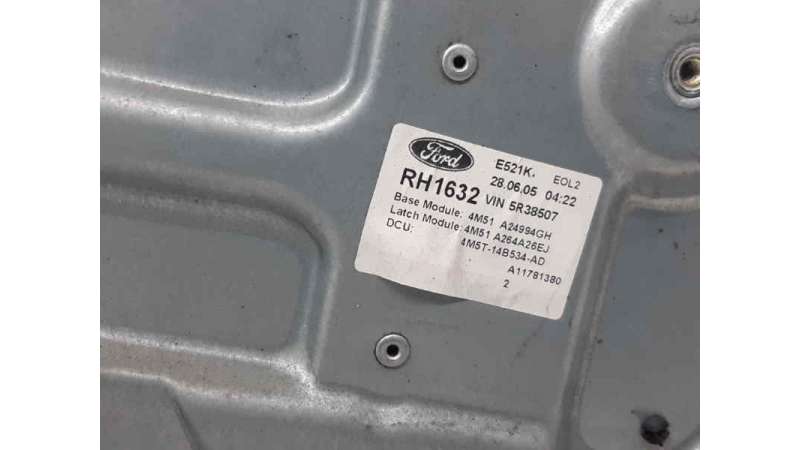 Ford
E521K. EOL2
28.06.05 04:22
RH1632 VIN 5R38507
Base Module: 4M51 A24994GH
Latch Module: 4M51 A264A26EJ
DCU: 4M5T-14B534-AD
A11781380
2